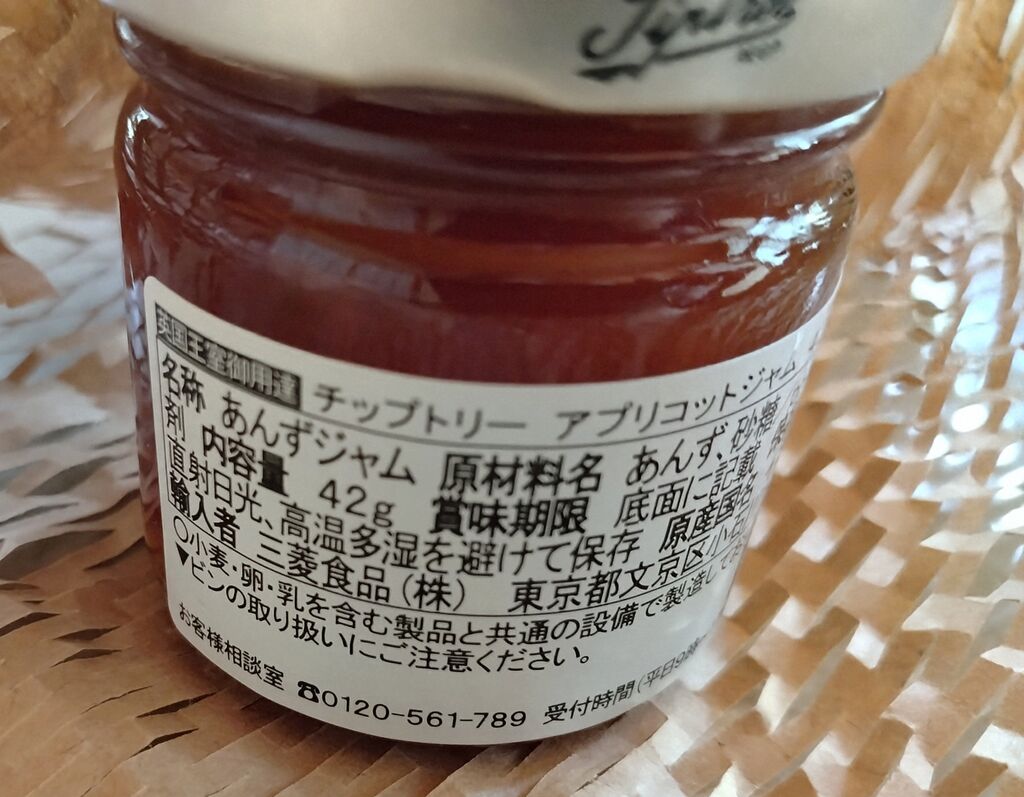 Tiptree
英国王室御用達 チップトリー アプリコットジャム
名称 あんずジャム 原材料名 あんず、砂糖
剤 内容量 42g 賞味期限 底面に記載
直射日光、高温多湿を避けて保存 原産国名
輸入者 三菱食品(株) 東京都文京区小石
○小麦・卵・乳を含む製品と共通の設備で製造して
▼ビンの取り扱いにご注意ください。
お客様相談室 ☎0120-561-789 受付時間(平日9時